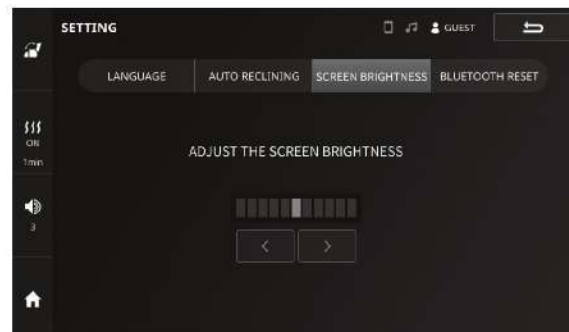 SETTING
GUEST
LANGUAGE
AUTO RECLINING
SCREEN BRIGHTNESS
BLUETOOTH RESET
ON
1min
ADJUST THE SCREEN BRIGHTNESS
3